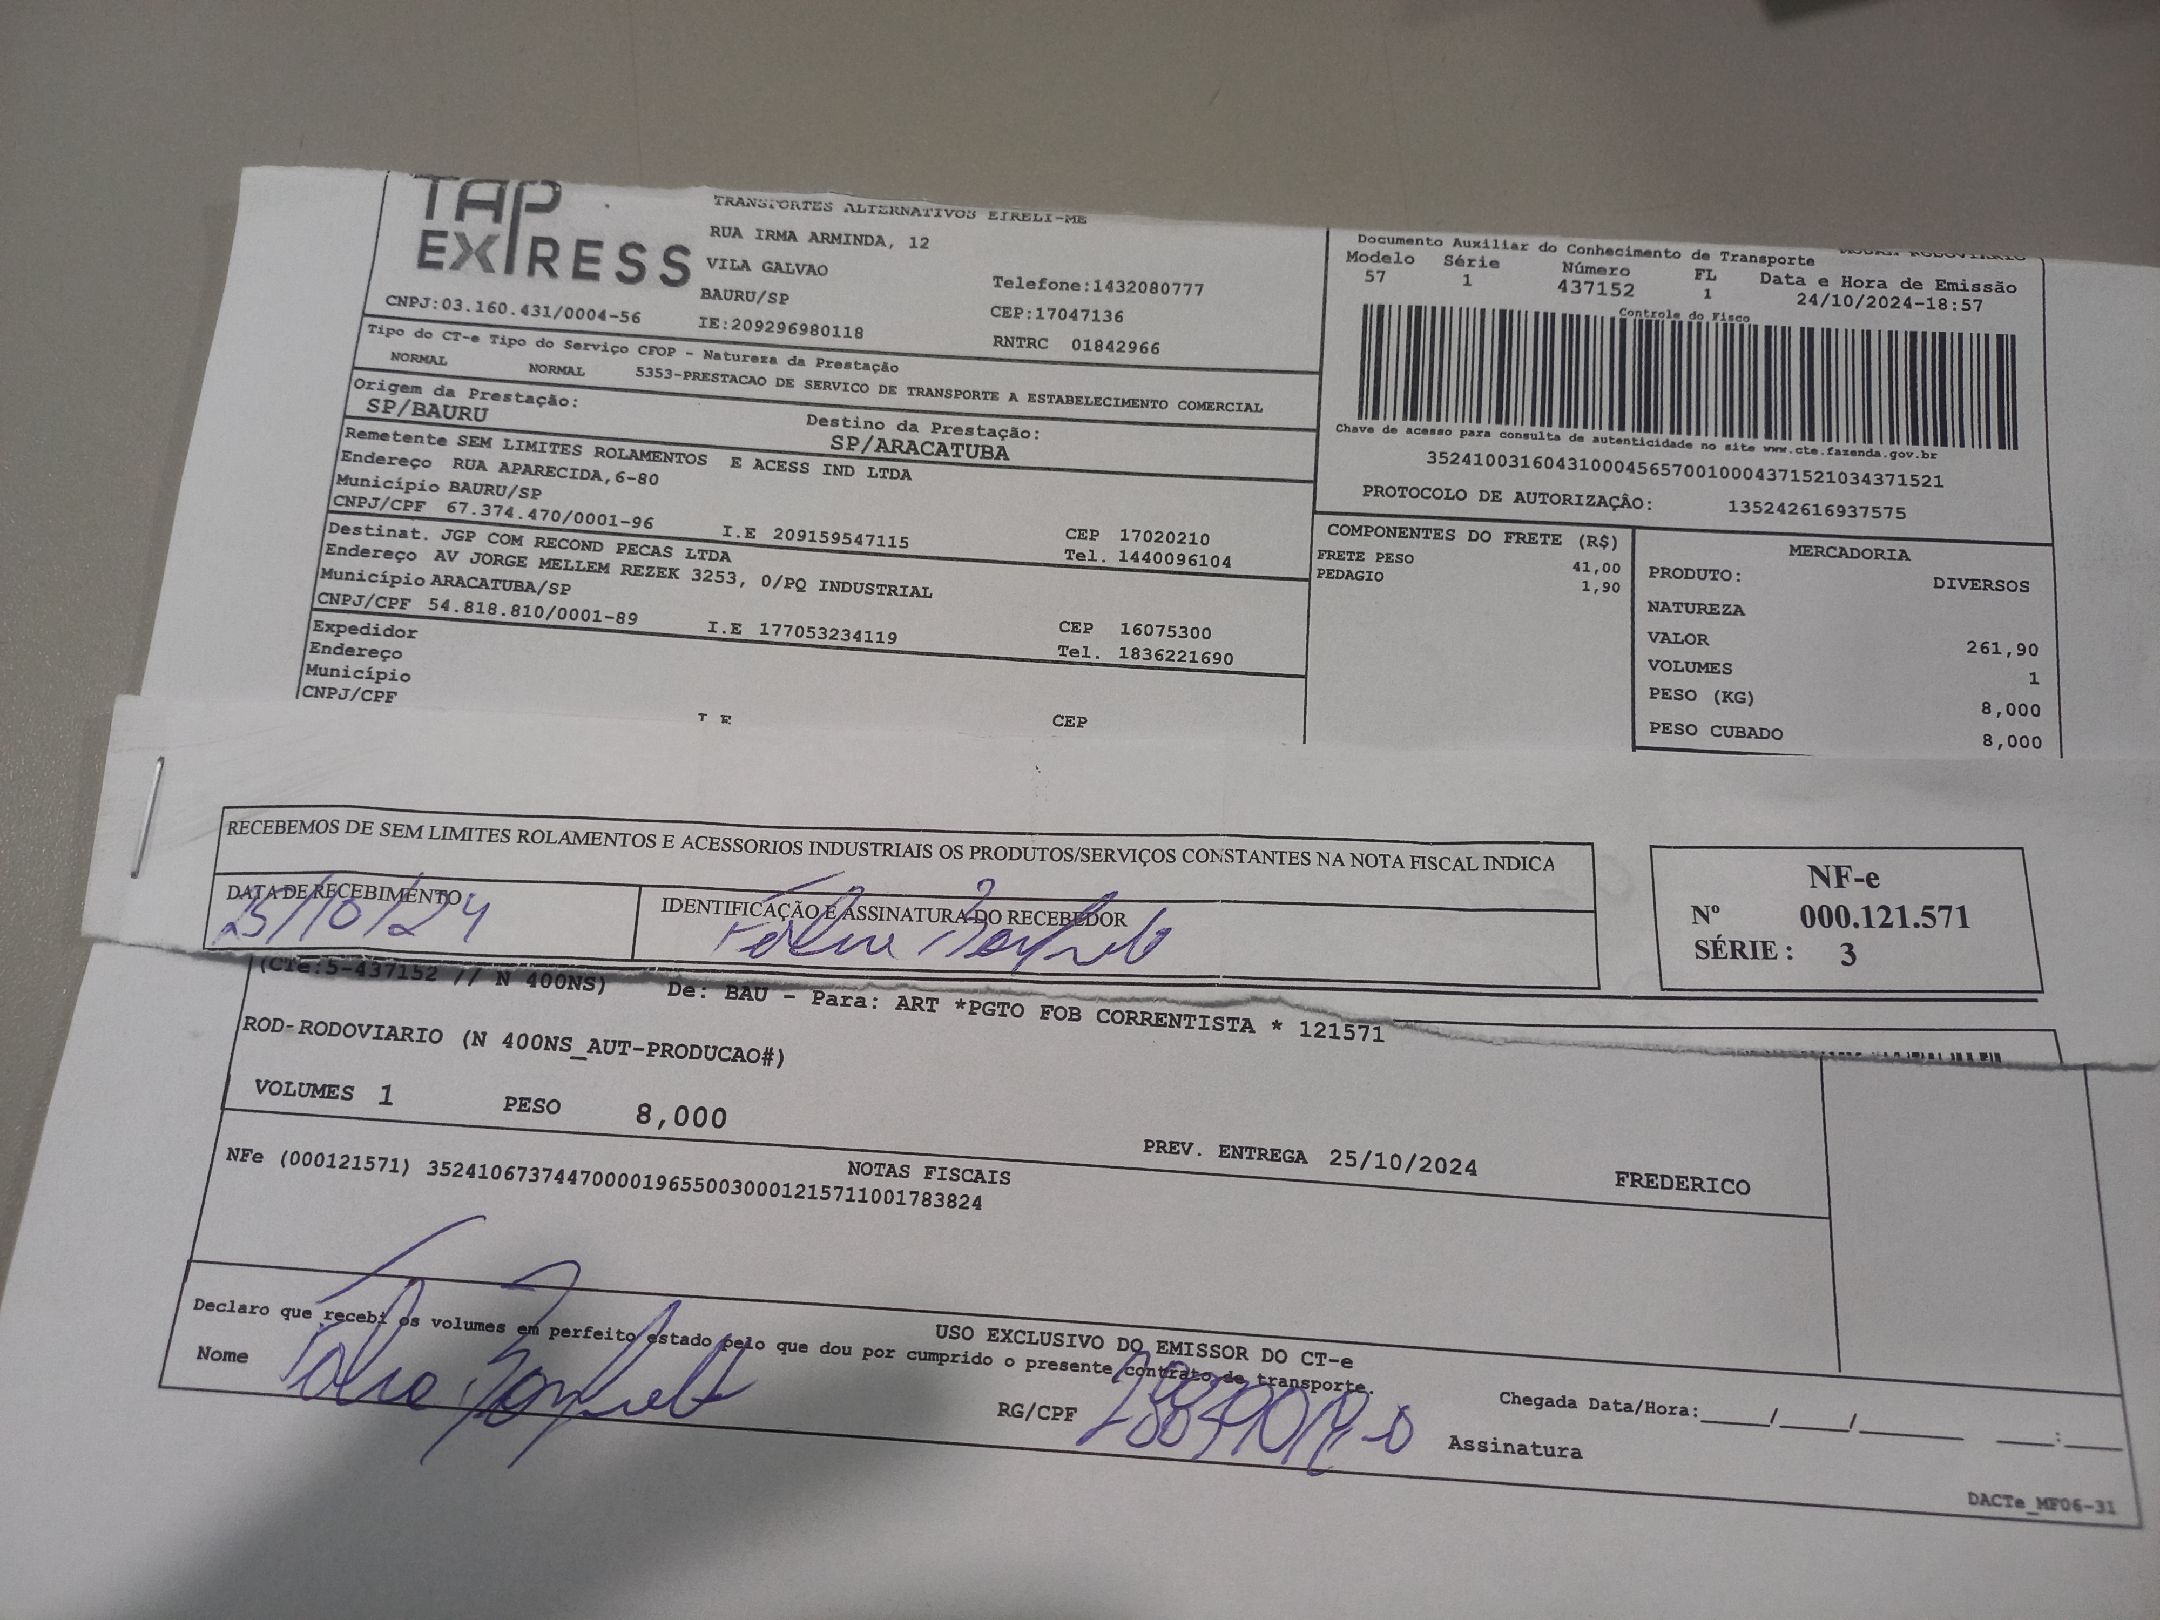 TAP EXPRESS
TRANSPORTES ALTERNATIVOS EIRELI-ME
RUA IRMA ARMINDA, 12
VILA GALVAO
BAURU/SP Telefone:1432080777
CNPJ:03.160.431/0004-56 IE:209296980118 CEP:17047136
RNTRC 01842966
Documento Auxiliar do Conhecimento de Transporte
Modelo Série Número FL Data e Hora de Emissão
57 1 437152 1 24/10/2024-18:57
Controle do Fisco
Chave de acesso para consulta de autenticidade no site www.cte.fazenda.gov.br
35241003160431000456570010004371521034371521
PROTOCOLO DE AUTORIZAÇÃO: 135242616937575
Tipo do CT-e Tipo do Serviço CFOP - Natureza da Prestação
NORMAL NORMAL 5353-PRESTACAO DE SERVICO DE TRANSPORTE A ESTABELECIMENTO COMERCIAL
Origem da Prestação: Destino da Prestação:
SP/BAURU SP/ARACATUBA
Remetente SEM LIMITES ROLAMENTOS E ACESS IND LTDA
Endereço RUA APARECIDA,6-80
Município BAURU/SP CEP 17020210
CNPJ/CPF 67.374.470/0001-96 I.E 209159547115 Tel. 1440096104
Destinat. JGP COM RECOND PECAS LTDA
Endereço AV JORGE MELLEM REZEK 3253, 0/PQ INDUSTRIAL
Município ARACATUBA/SP CEP 16075300
CNPJ/CPF 54.818.810/0001-89 I.E 177053234119 Tel. 1836221690
Expedidor
Endereço
Município
CNPJ/CPF I E CEP
COMPONENTES DO FRETE (R$)
FRETE PESO 41,00
PEDAGIO 1,90
MERCADORIA
PRODUTO: DIVERSOS
NATUREZA
VALOR 261,90
VOLUMES 1
PESO (KG) 8,000
PESO CUBADO 8,000
RECEBEMOS DE SEM LIMITES ROLAMENTOS E ACESSORIOS INDUSTRIAIS OS PRODUTOS/SERVIÇOS CONSTANTES NA NOTA FISCAL INDICA
DATA DE RECEBIMENTO IDENTIFICAÇÃO E ASSINATURA DO RECEBEDOR
25/10/24
NF-e
Nº 000.121.571
SÉRIE : 3
(CTe:5-437152 // N 400NS) De: BAU - Para: ART *PGTO FOB CORRENTISTA * 121571
ROD-RODOVIARIO (N 400NS_AUT-PRODUCAO#)
VOLUMES 1 PESO 8,000 PREV. ENTREGA 25/10/2024 FREDERICO
NOTAS FISCAIS
NFe (000121571) 35241067374470000196550030001215711001783824
USO EXCLUSIVO DO EMISSOR DO CT-e
Declaro que recebi os volumes em perfeito estado pelo que dou por cumprido o presente contrato de transporte.
Nome RG/CPF Assinatura
Chegada Data/Hora:_____/_____/________ ____:_____
DACTe_MF06-31